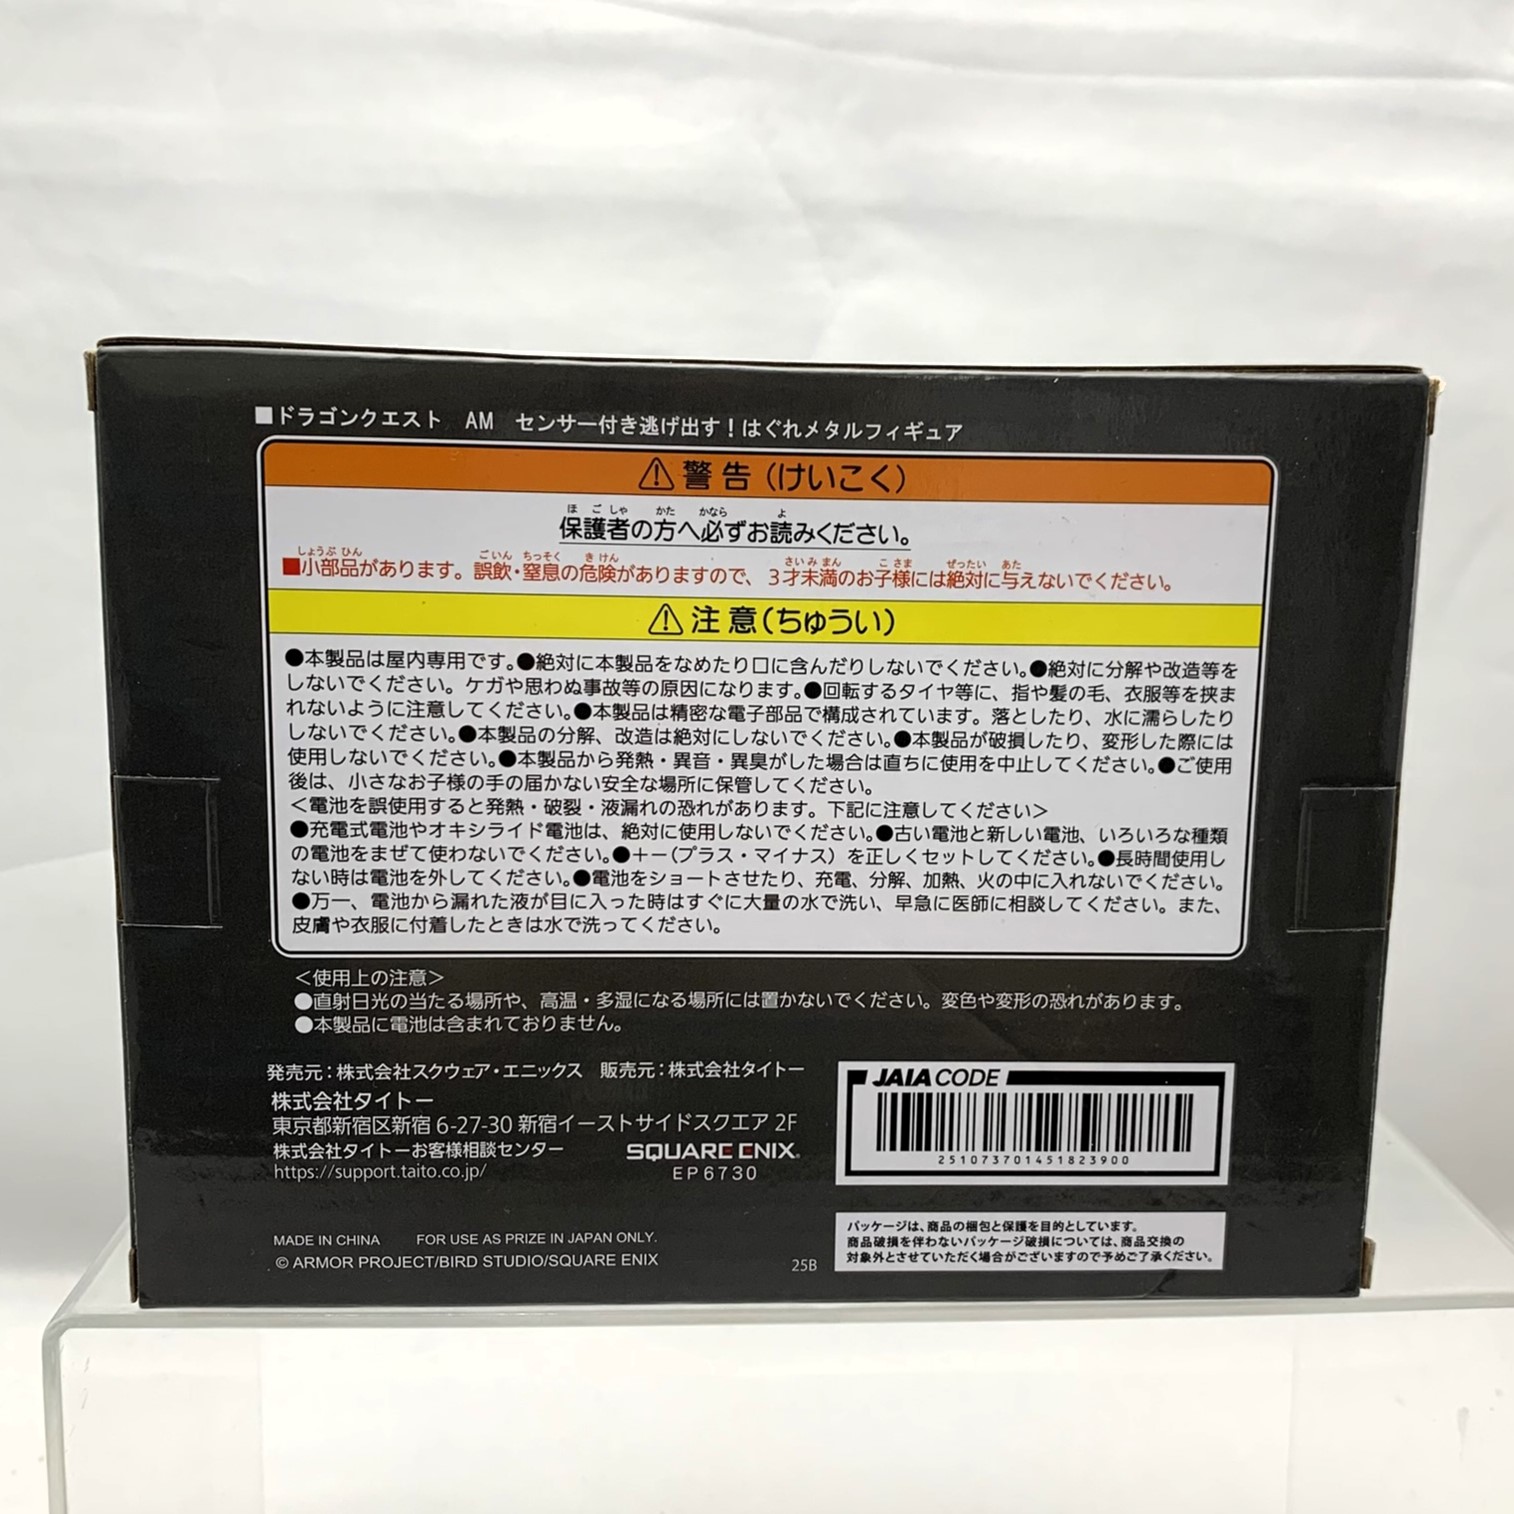 ■ドラゴンクエスト AM センサー付き逃げ出す！はぐれメタルフィギュア
⚠警告（けいこく）
ほごしゃ かた かなら よ
保護者の方へ必ずお読みください。
しょうぶひん ごいん ちっそく きけん さいみまん こさま ぜったい あた
■小部品があります。誤飲・窒息の危険がありますので、3才未満のお子様には絶対に与えないでください。
⚠注意（ちゅうい）
●本製品は屋内専用です。●絶対に本製品をなめたり口に含んだりしないでください。●絶対に分解や改造等を
しないでください。ケガや思わぬ事故等の原因になります。●回転するタイヤ等に、指や髪の毛、衣服等を挟ま
れないように注意してください。●本製品は精密な電子部品で構成されています。落としたり、水に濡らしたり
しないでください。●本製品の分解、改造は絶対にしないでください。●本製品が破損したり、変形した際には
使用しないでください。●本製品から発熱・異音・異臭がした場合は直ちに使用を中止してください。●ご使用
後は、小さなお子様の手の届かない安全な場所に保管してください。
＜電池を誤使用すると発熱・破裂・液漏れの恐れがあります。下記に注意してください＞
●充電式電池やオキシライド電池は、絶対に使用しないでください。●古い電池と新しい電池、いろいろな種類
の電池をまぜて使わないでください。●＋－（プラス・マイナス）を正しくセットしてください。●長時間使用し
ない時は電池を外してください。●電池をショートさせたり、充電、分解、加熱、火の中に入れないでください。
●万一、電池から漏れた液が目に入った時はすぐに大量の水で洗い、早急に医師に相談してください。また、
皮膚や衣服に付着したときは水で洗ってください。
＜使用上の注意＞
●直射日光の当たる場所や、高温・多湿になる場所には置かないでください。変色や変形の恐れがあります。
●本製品に電池は含まれておりません。
発売元：株式会社スクウェア・エニックス 販売元：株式会社タイトー
株式会社タイトー
東京都新宿区新宿 6-27-30 新宿イーストサイドスクエア 2F
株式会社タイトーお客様相談センター
https://support.taito.co.jp/
SQUARE ENIX.
EP6730
JAIA CODE
251073701451823900
MADE IN CHINA FOR USE AS PRIZE IN JAPAN ONLY.
© ARMOR PROJECT/BIRD STUDIO/SQUARE ENIX
25B
パッケージは、商品の梱包と保護を目的としています。
商品破損を伴わないパッケージ破損については、商品交換の
対象外とさせていただく場合がございますので予めご了承ください。